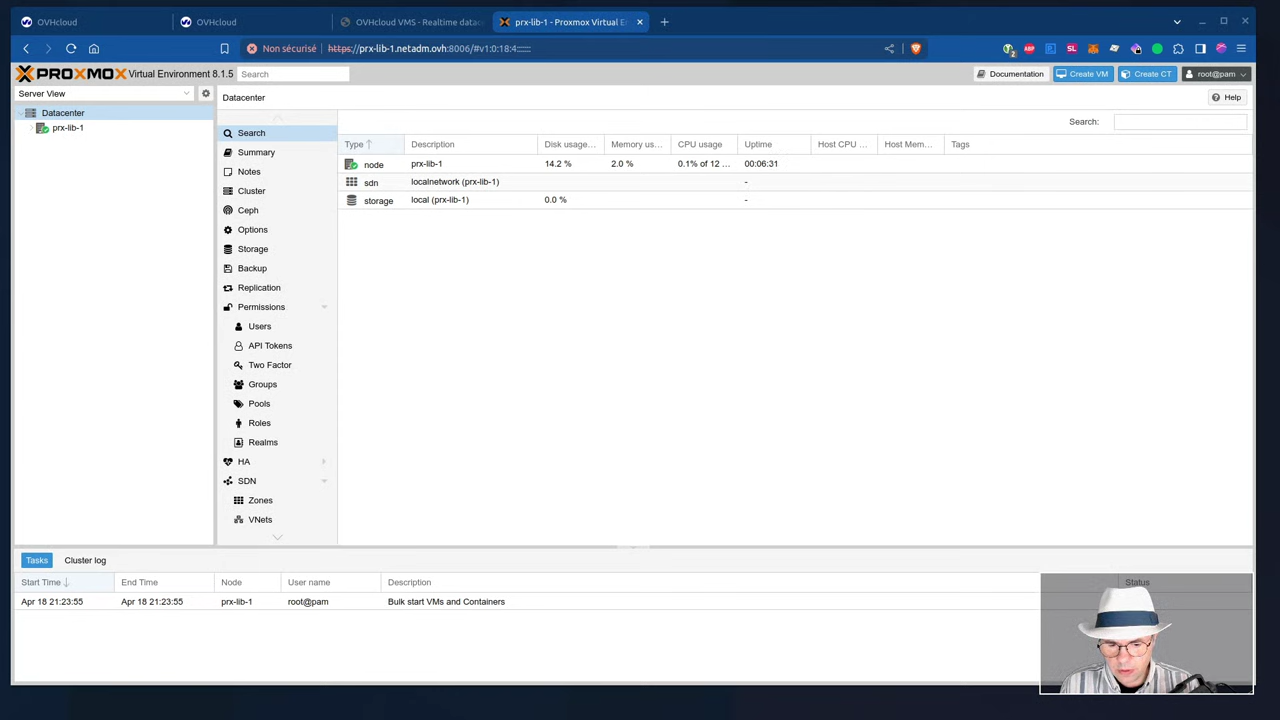 OVHcloud
OVHcloud
OVHcloud VMS - Realtime datac
prx-lib-1 - Proxmox Virtual E
Non sécurisé
https://prx-lib-1.netadm.ovh:8006/#v1:0:18:4:::::
PROXMOX Virtual Environment 8.1.5
Search
Documentation
Create VM
Create CT
root@pam
Server View
Datacenter
prx-lib-1
Datacenter
Help
Search
Summary
Notes
Cluster
Ceph
Options
Storage
Backup
Replication
Permissions
Users
API Tokens
Two Factor
Groups
Pools
Roles
Realms
HA
SDN
Zones
VNets
Search:
Type Description Disk usage... Memory us... CPU usage Uptime Host CPU ... Host Mem... Tags
node prx-lib-1 14.2 % 2.0 % 0.1% of 12 ... 00:06:31
sdn localnetwork (prx-lib-1) -
storage local (prx-lib-1) 0.0 % -
Tasks
Cluster log
Start Time End Time Node User name Description Status
Apr 18 21:23:55 Apr 18 21:23:55 prx-lib-1 root@pam Bulk start VMs and Containers